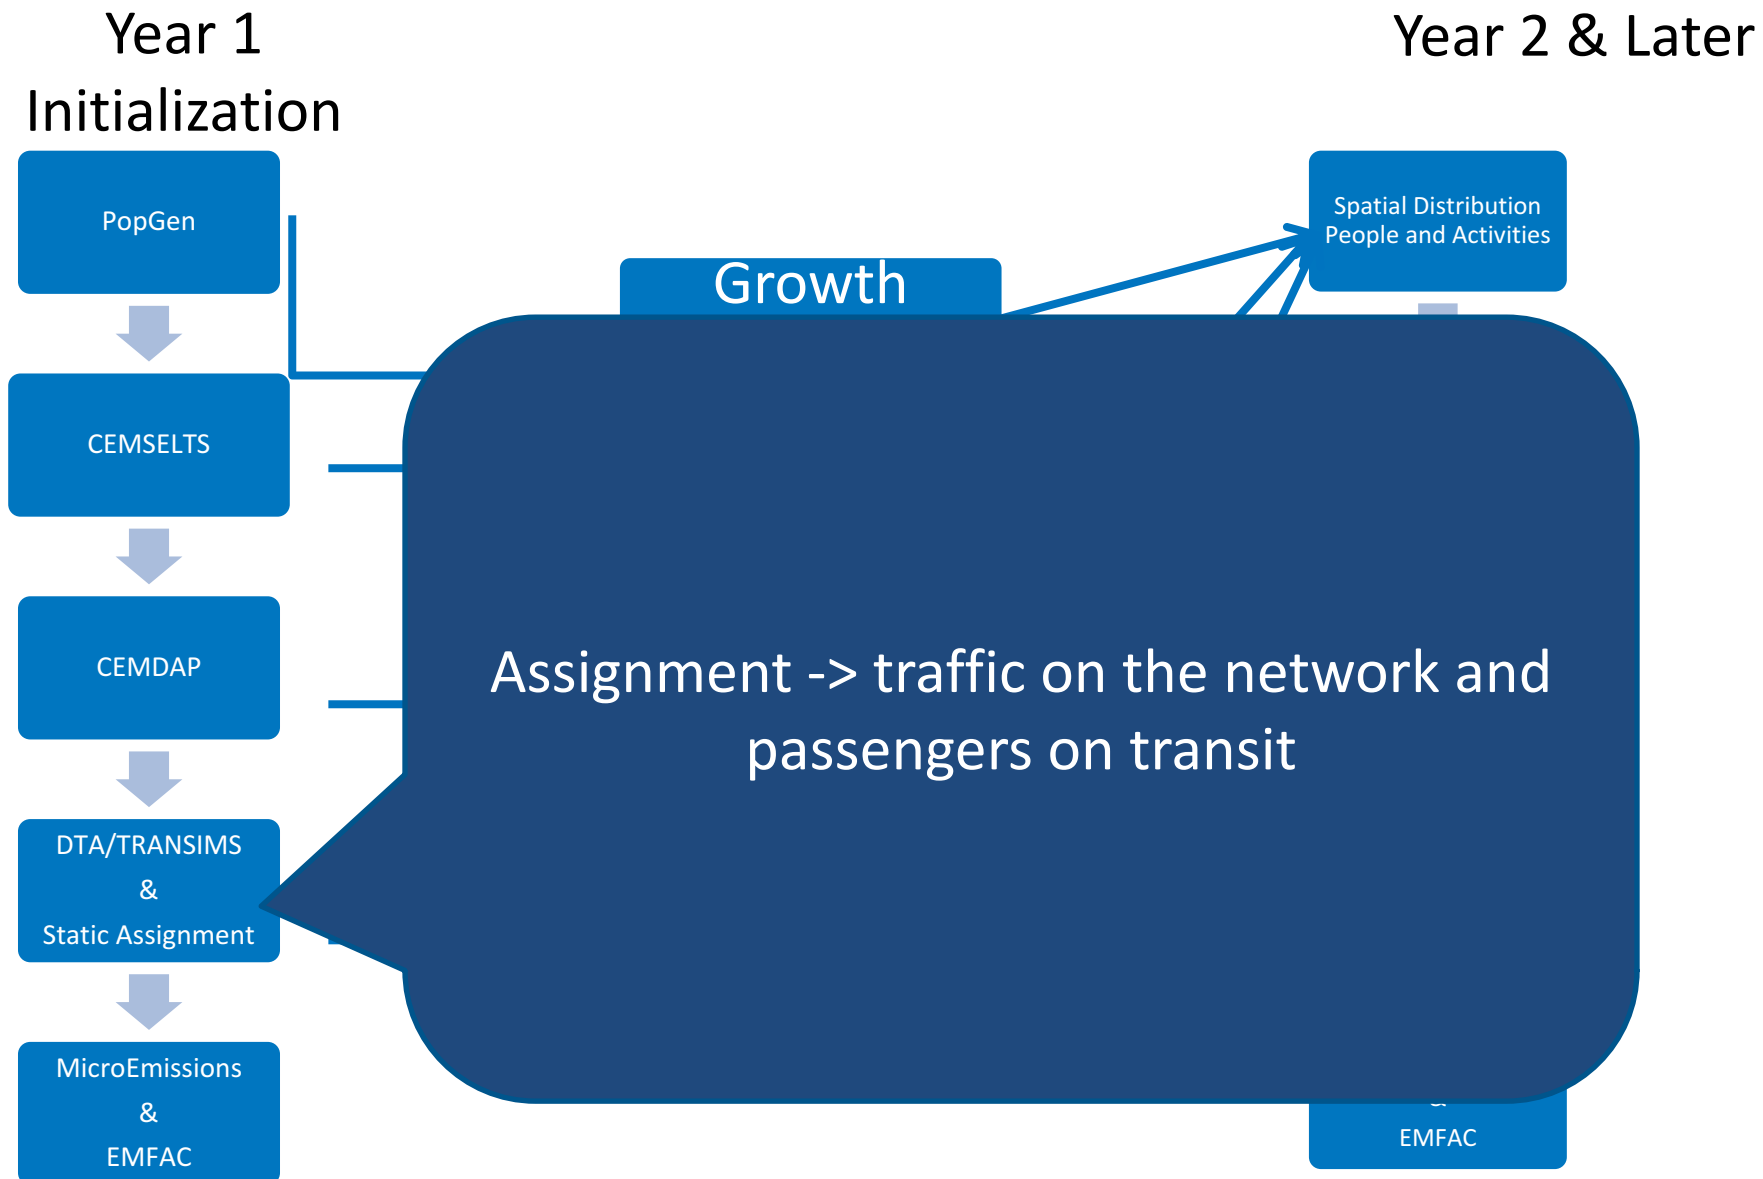 Year 1
Initialization
Year 2 & Later
PopGen
CEMSELTS
CEMDAP
DTA/TRANSIMS
&
Static Assignment
MicroEmissions
&
EMFAC
Growth
Assignment -> traffic on the network and
passengers on transit
Spatial Distribution
People and Activities
EMFAC